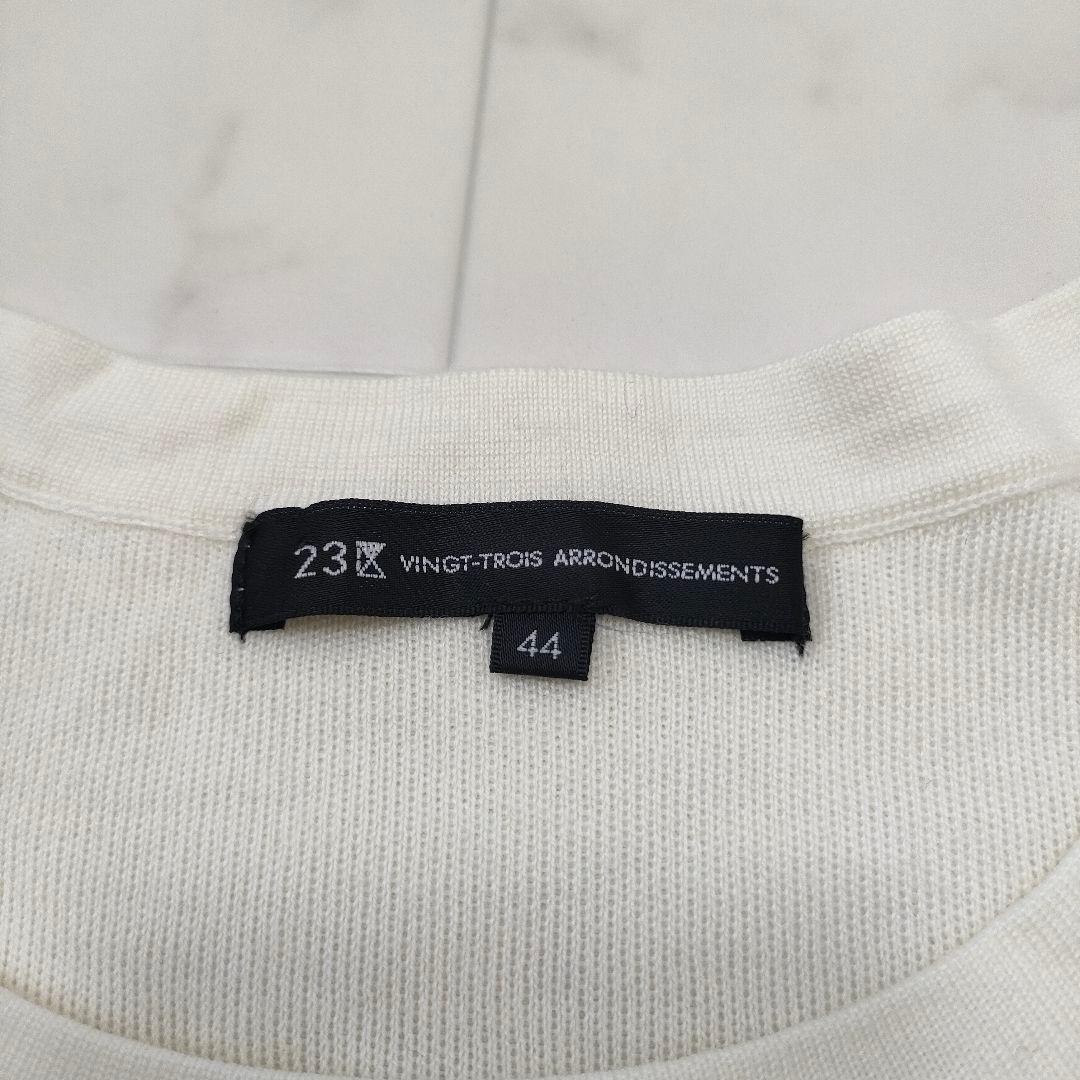 23区 VINGT-TROIS ARRONDISSEMENTS
44